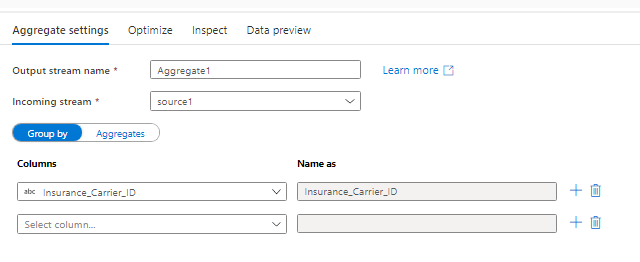 Aggregate settings Optimize Inspect Data preview
Output stream name * Aggregate1 Learn more
Incoming stream * source1
Group by Aggregates
Columns Name as
abc Insurance_Carrier_ID Insurance_Carrier_ID
Select column...